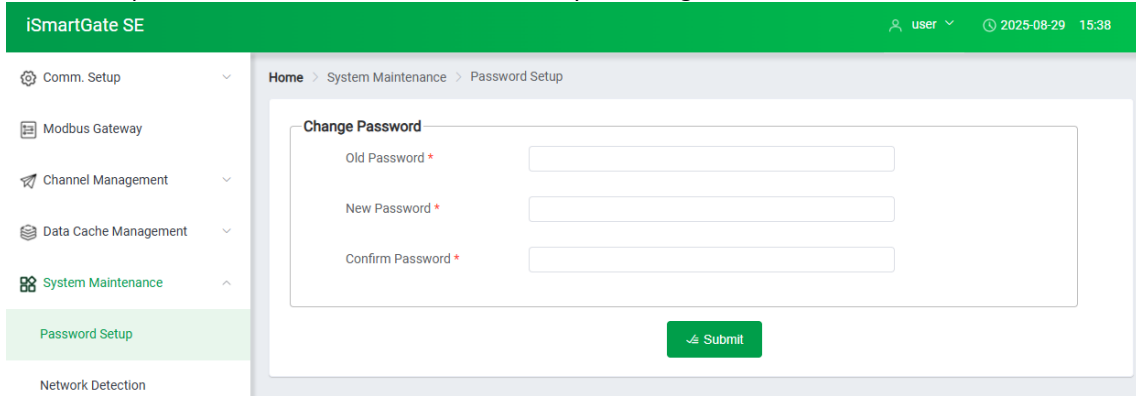 iSmartGate SE
user
2025-08-29 15:38
Comm. Setup
Home > System Maintenance > Password Setup
Modbus Gateway
Change Password
Old Password *
Channel Management
New Password *
Data Cache Management
Confirm Password *
System Maintenance
Password Setup
Submit
Network Detection